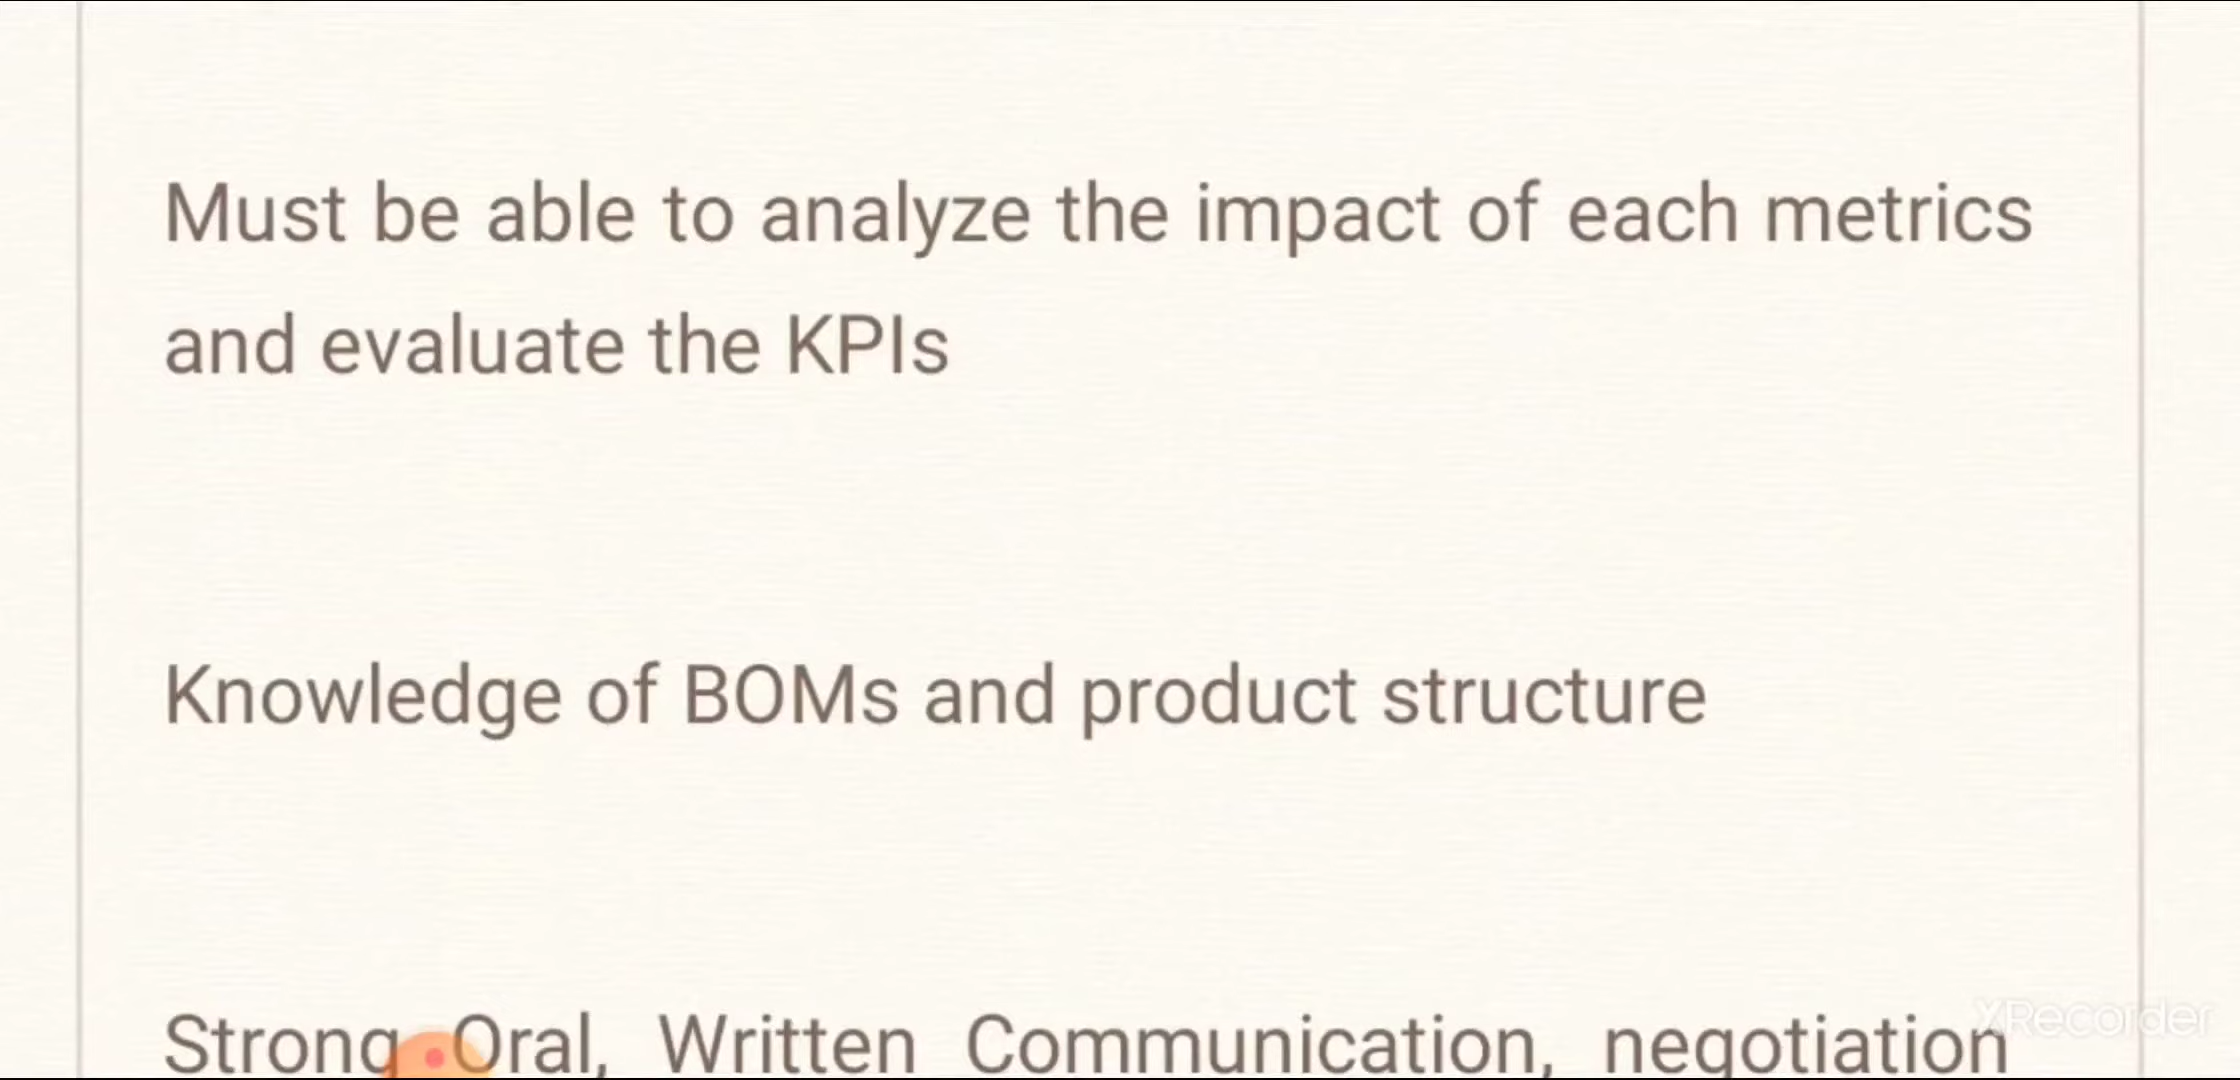 Must be able to analyze the impact of each metrics
and evaluate the KPIs
Knowledge of BOMs and product structure
Strong Oral, Written Communication, negotiation
XRecorder